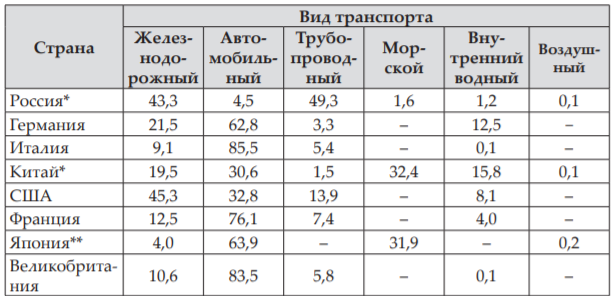 Страна Вид транспорта
Желез-нодо-рожный Авто-мобиль-ный Трубо-провод-ный Мор-ской Вну-тренний водный Воздуш-ный
Россия* 43,3 4,5 49,3 1,6 1,2 0,1
Германия 21,5 62,8 3,3 – 12,5 –
Италия 9,1 85,5 5,4 – 0,1 –
Китай* 19,5 30,6 1,5 32,4 15,8 0,1
США 45,3 32,8 13,9 – 8,1 –
Франция 12,5 76,1 7,4 – 4,0 –
Япония** 4,0 63,9 – 31,9 – 0,2
Великобрита-
ния 10,6 83,5 5,8 – 0,1 –